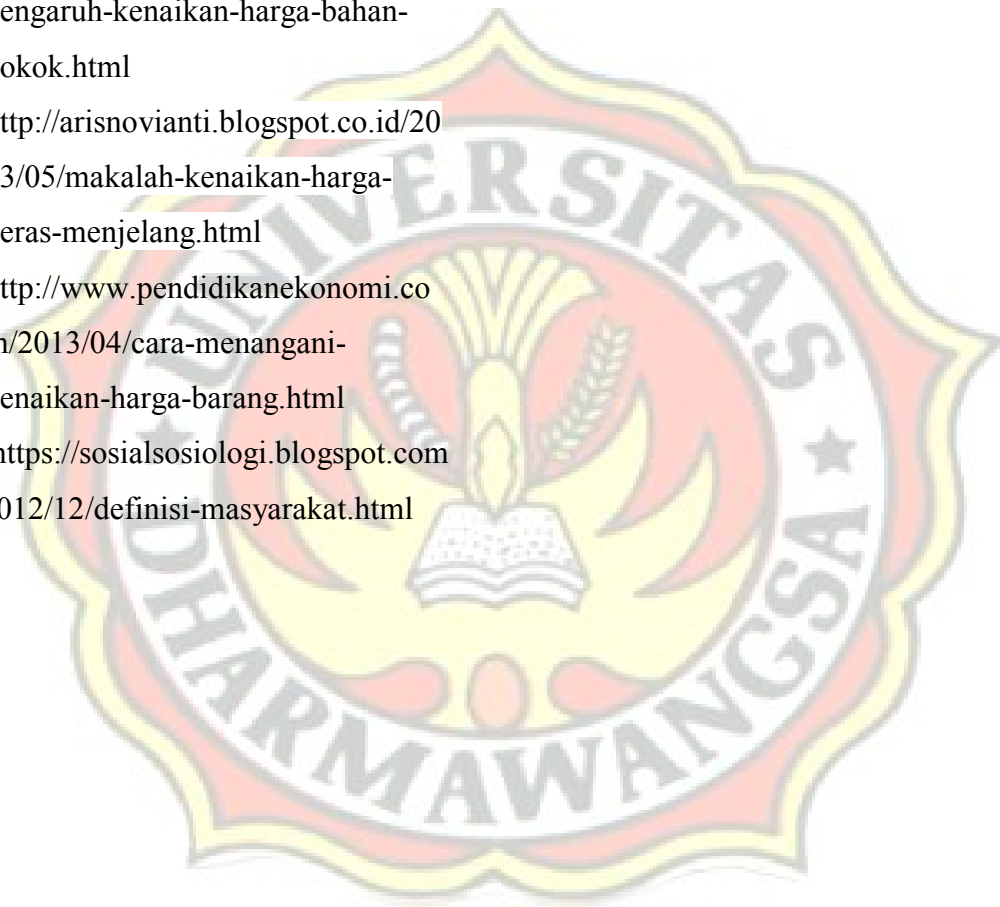 engaruh-kenaikan-harga-bahan-
okok.html
ttp://arisnovianti.blogspot.co.id/20
3/05/makalah-kenaikan-harga-
eras-menjelang.html
ttp://www.pendidikanekonomi.co
/2013/04/cara-menangani-
enaikan-harga-barang.html
https://sosialsosiologi.blogspot.com
012/12/definisi-masyarakat.html
UNIVERSITAS
DHARMAWANGSA